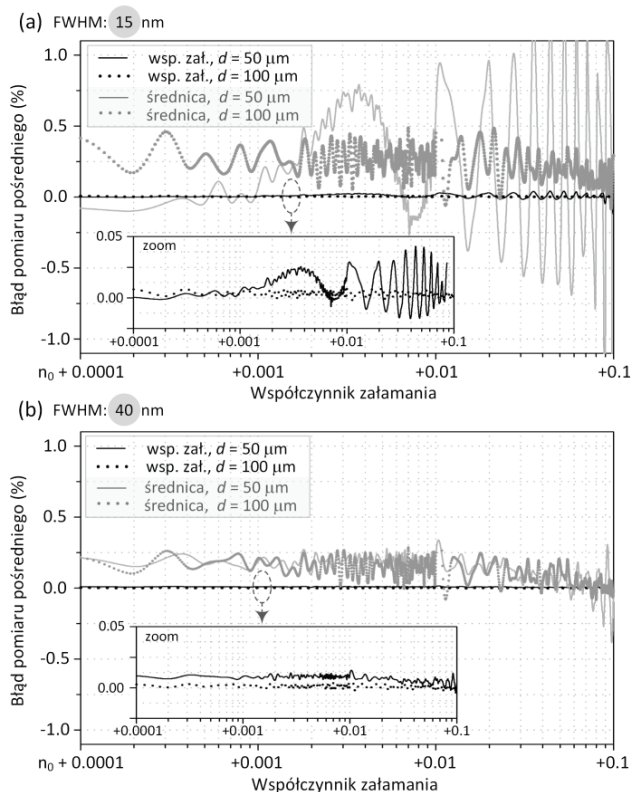 (a) FWHM: 15 nm
wsp. zał., d = 50 μm
wsp. zał., d = 100 μm
średnica, d = 50 μm
średnica, d = 100 μm
Błąd pomiaru pośredniego (%)
1.0
0.5
0.0
-0.5
-1.0
zoom
0.05
0.00
+0.0001 +0.001 +0.01 +0.1
n₀ + 0.0001 +0.001 +0.01 +0.1
Współczynnik załamania
(b) FWHM: 40 nm
wsp. zał., d = 50 μm
wsp. zał., d = 100 μm
średnica, d = 50 μm
średnica, d = 100 μm
Błąd pomiaru pośredniego (%)
1.0
0.5
0.0
-0.5
-1.0
zoom
0.05
0.00
+0.0001 +0.001 +0.01 +0.1
n₀ + 0.0001 +0.001 +0.01 +0.1
Współczynnik załamania